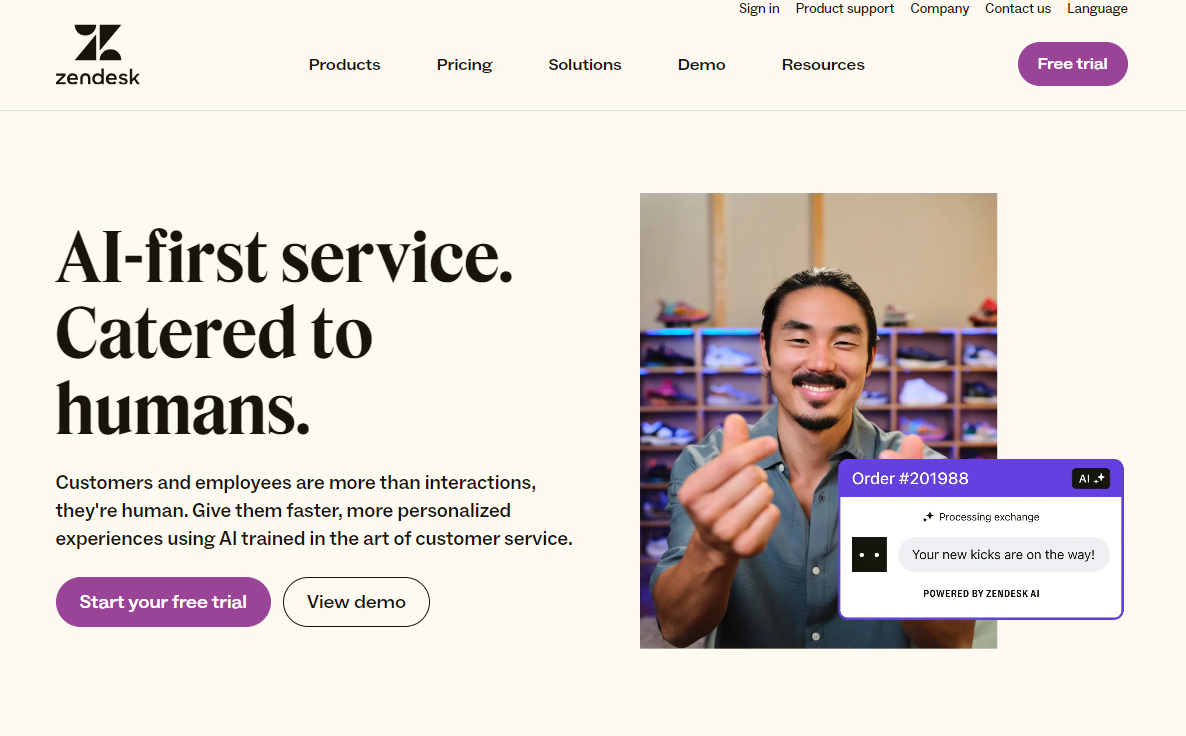 Sign in Product support Company Contact us Language
zendesk
Products Pricing Solutions Demo Resources
Free trial
AI-first service.
Catered to
humans.
Customers and employees are more than interactions,
they're human. Give them faster, more personalized
experiences using AI trained in the art of customer service.
Start your free trial View demo
Order #201988 AI
Processing exchange
Your new kicks are on the way!
POWERED BY ZENDESK AI